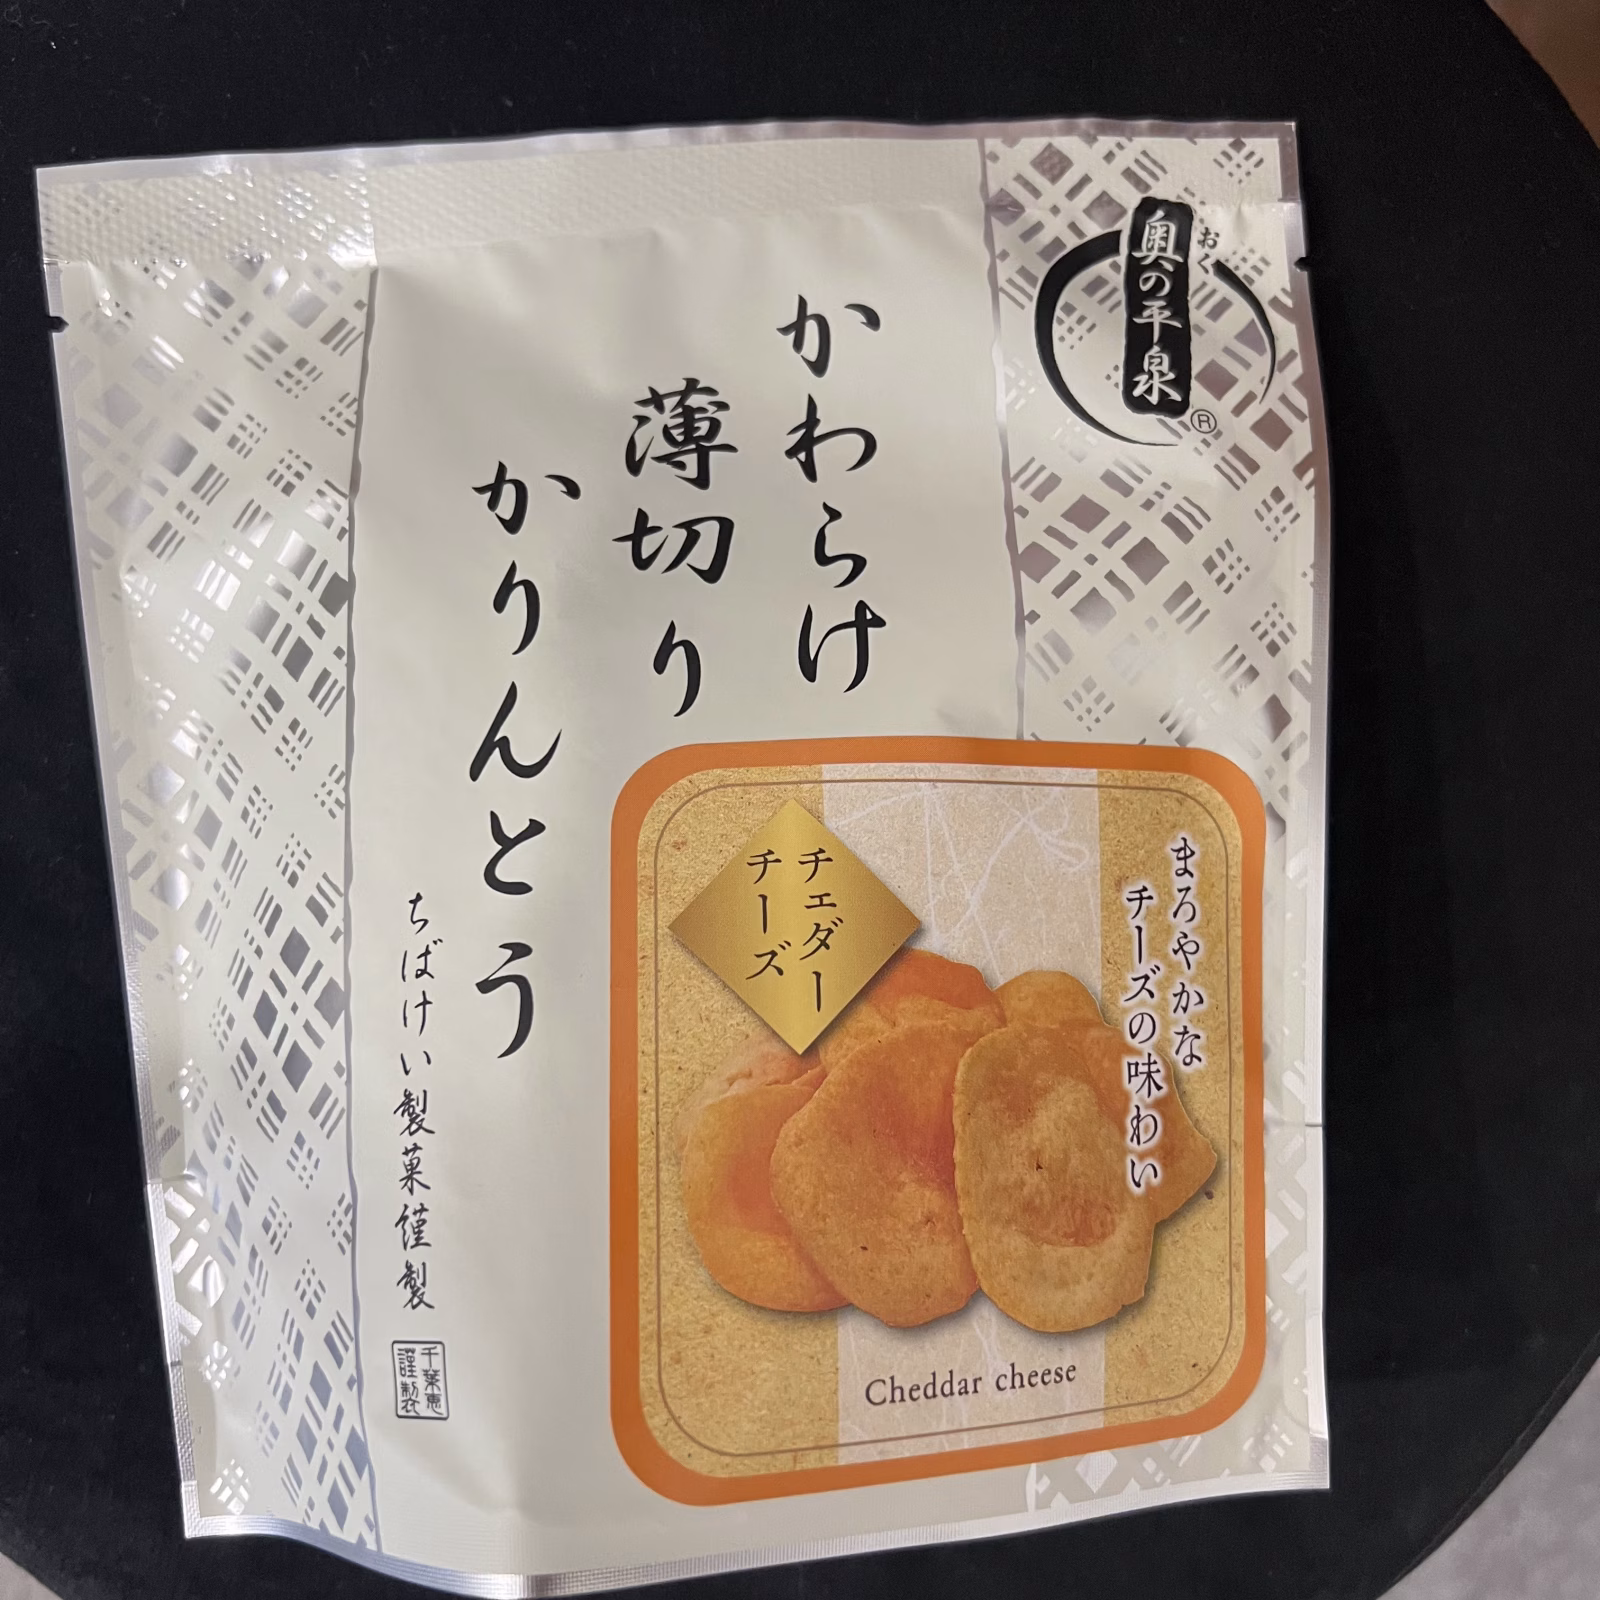 奥の平泉
おく
®
かわらけ
薄切り
かりんとう
ちばけい製菓謹製
千葉恵
謹製
まろやかな
チーズの味わい
チェダー
チーズ
Cheddar cheese